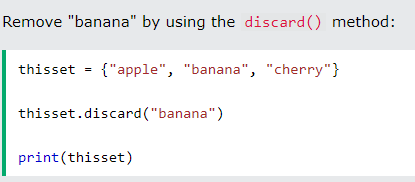 Remove "banana" by using the discard() method:
thisset = {"apple", "banana", "cherry"}
thisset.discard("banana")
print(thisset)